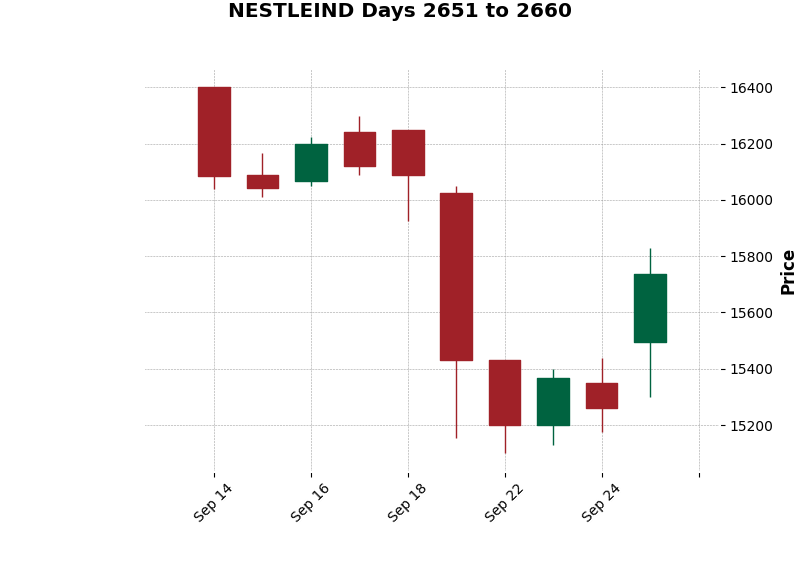 NESTLEIND Days 2651 to 2660
16400
16200
16000
15800
15600
15400
15200
Price
Sep 14
Sep 16
Sep 18
Sep 22
Sep 24